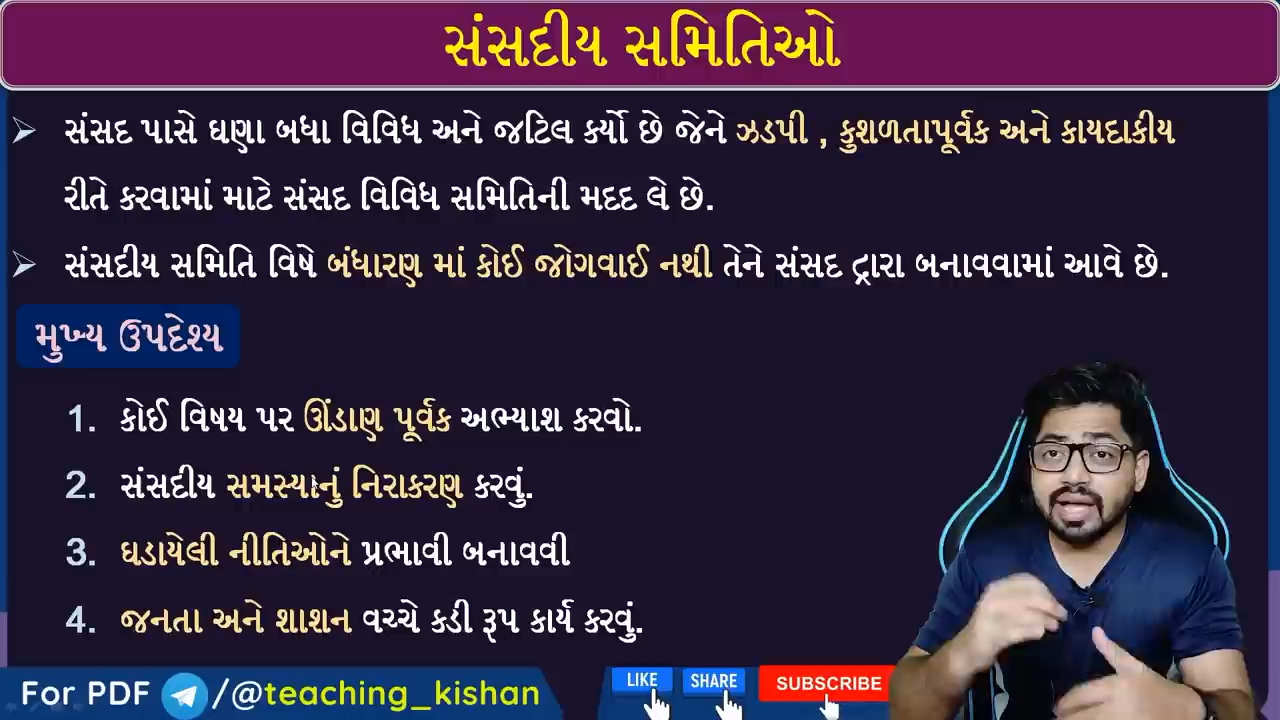 સંસદીય સમિતિઓ
➢ સંસદ પાસે ઘણા બધા વિવિધ અને જટિલ કર્યો છે જેને ઝડપી , કુશળતાપૂર્વક અને કાયદાકીય
રીતે કરવામાં માટે સંસદ વિવિધ સમિતિની મદદ લે છે.
➢ સંસદીય સમિતિ વિષે બંધારણ માં કોઈ જોગવાઈ નથી તેને સંસદ દ્વારા બનાવવામાં આવે છે.
મુખ્ય ઉપદેશ્ય
1. કોઈ વિષય પર ઊંડાણ પૂર્વક અભ્યાશ કરવો.
2. સંસદીય સમસ્યાનું નિરાકરણ કરવું.
3. ઘડાયેલી નીતિઓને પ્રભાવી બનાવવી
4. જનતા અને શાશન વચ્ચે કડી રૂપ કાર્ય કરવું.
For PDF /@teaching_kishan
LIKE SHARE SUBSCRIBE